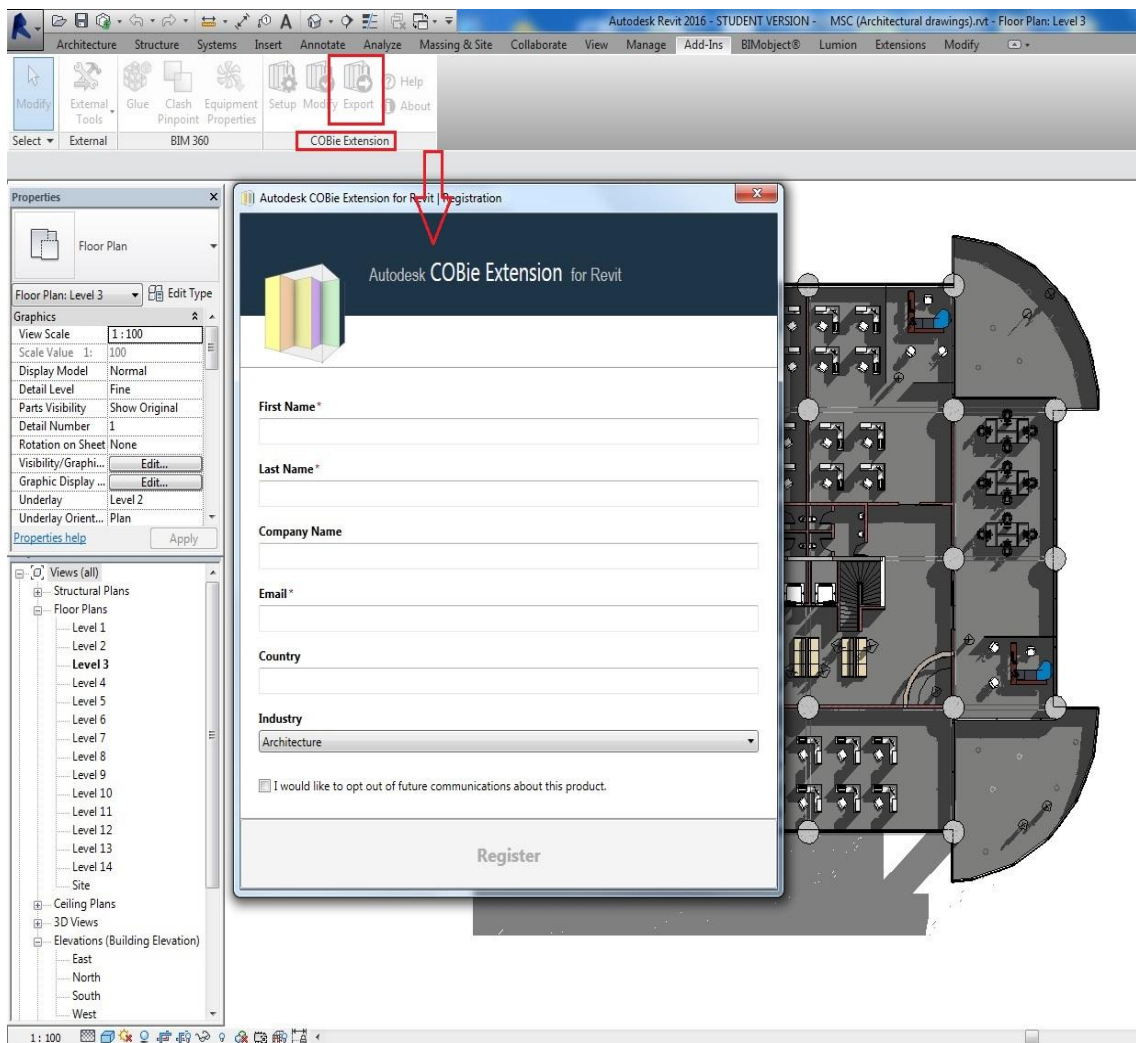 Autodesk Revit 2016 - STUDENT VERSION - MSC (Architectural drawings).rvt - Floor Plan: Level 3
Architecture Structure Systems Insert Annotate Analyze Massing & Site Collaborate View Manage Add-Ins BIMobject® Lumion Extensions Modify
Modify External Tools Glue Clash Pinpoint Equipment Properties Setup Modify Export Help
About
Select External BIM 360 COBie Extension
Properties
Floor Plan
Floor Plan: Level 3 Edit Type
Graphics
View Scale 1 : 100
Scale Value 1: 100
Display Model Normal
Detail Level Fine
Parts Visibility Show Original
Detail Number 1
Rotation on Sheet None
Visibility/Graphi... Edit...
Graphic Display ... Edit...
Underlay Level 2
Underlay Orient... Plan
Properties help Apply
Views (all)
Structural Plans
Floor Plans
Level 1
Level 2
Level 3
Level 4
Level 5
Level 6
Level 7
Level 8
Level 9
Level 10
Level 11
Level 12
Level 13
Level 14
Site
Ceiling Plans
3D Views
Elevations (Building Elevation)
East
North
South
West
Autodesk COBie Extension for Revit | Registration
Autodesk COBie Extension for Revit
First Name*
Last Name*
Company Name
Email*
Country
Industry
Architecture
I would like to opt out of future communications about this product.
Register
1 : 100